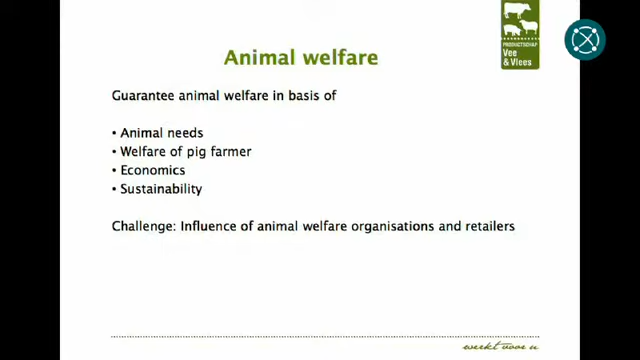 PRODUCTSCHAP
Vee
& Vlees
Animal welfare
Guarantee animal welfare in basis of
• Animal needs
• Welfare of pig farmer
• Economics
• Sustainability
Challenge: Influence of animal welfare organisations and retailers
werkt voor u